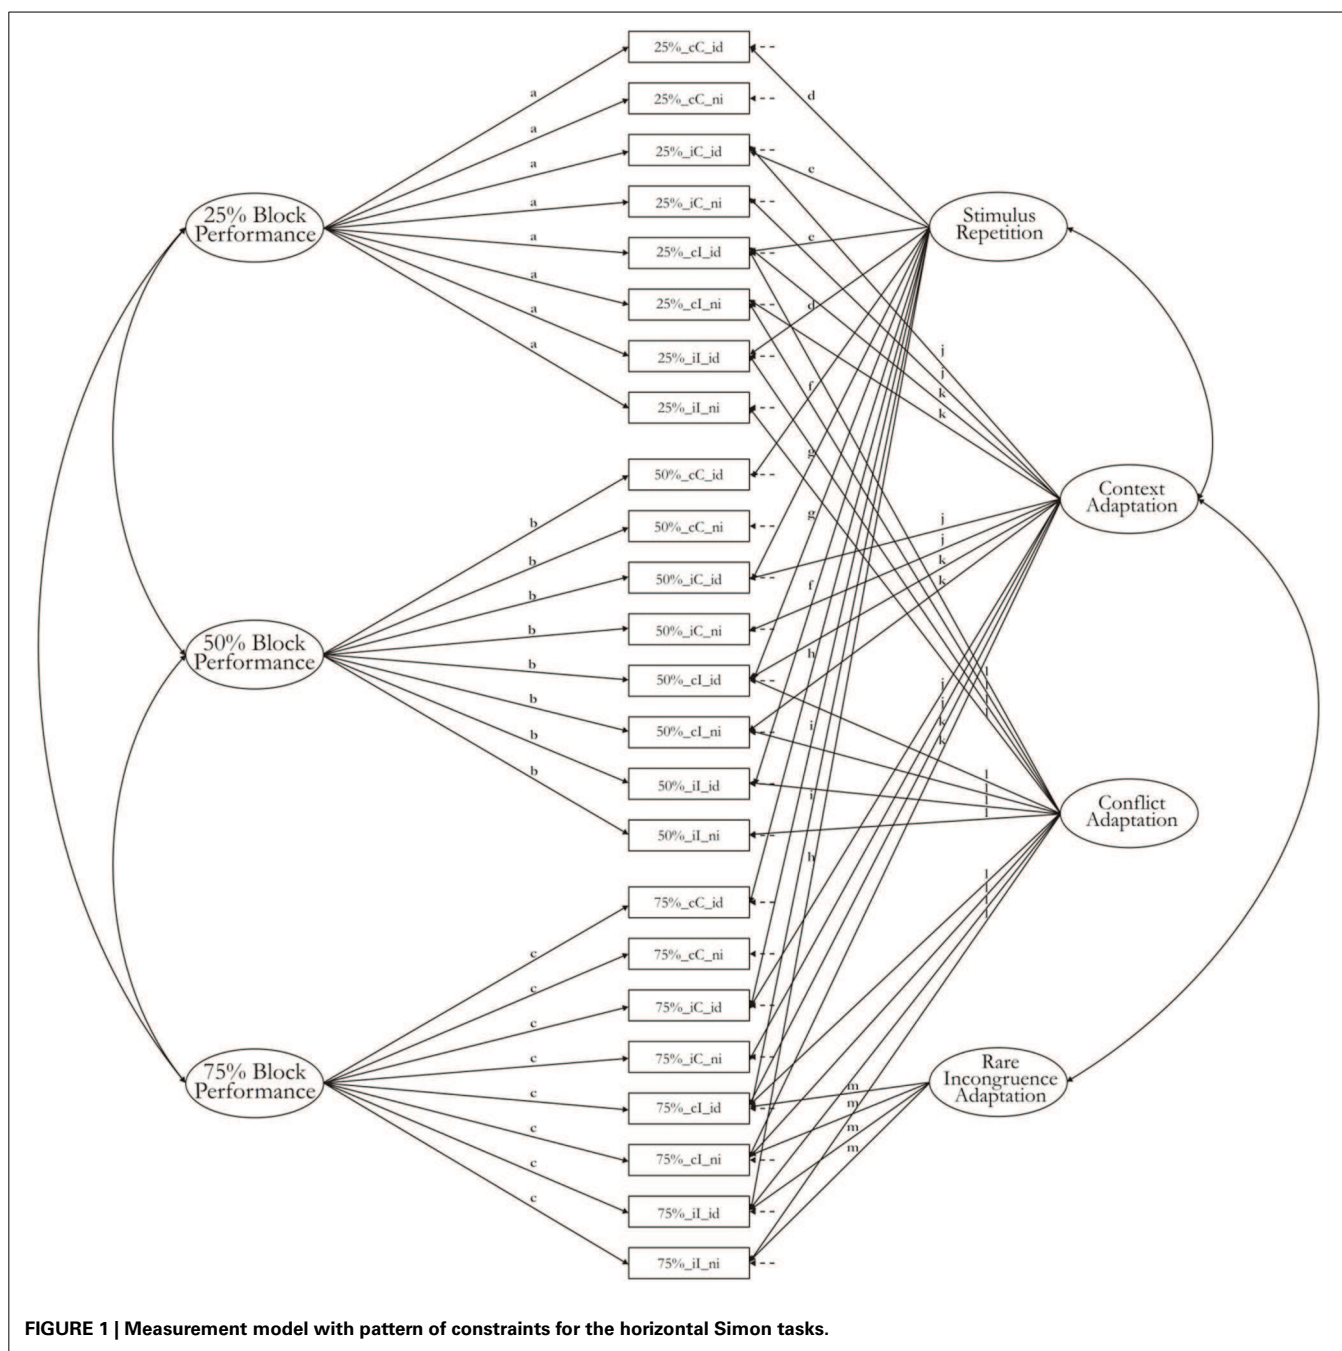 25% Block
Performance
50% Block
Performance
75% Block
Performance
a
a
a
a
a
a
a
a
b
b
b
b
b
b
b
b
c
c
c
c
c
c
c
c
25%_cC_id
25%_cC_ni
25%_iC_id
25%_iC_ni
25%_cI_id
25%_cI_ni
25%_iI_id
25%_iI_ni
50%_cC_id
50%_cC_ni
50%_iC_id
50%_iC_ni
50%_cI_id
50%_cI_ni
50%_iI_id
50%_iI_ni
75%_cC_id
75%_cC_ni
75%_iC_id
75%_iC_ni
75%_cI_id
75%_cI_ni
75%_iI_id
75%_iI_ni
d
e
e
d
f
g
g
f
h
i
i
h
j
j
k
k
j
j
k
k
j
j
k
k
l
l
l
l
l
l
l
l
l
l
l
l
m
m
m
m
Stimulus
Repetition
Context
Adaptation
Conflict
Adaptation
Rare
Incongruence
Adaptation
FIGURE 1 | Measurement model with pattern of constraints for the horizontal Simon tasks.